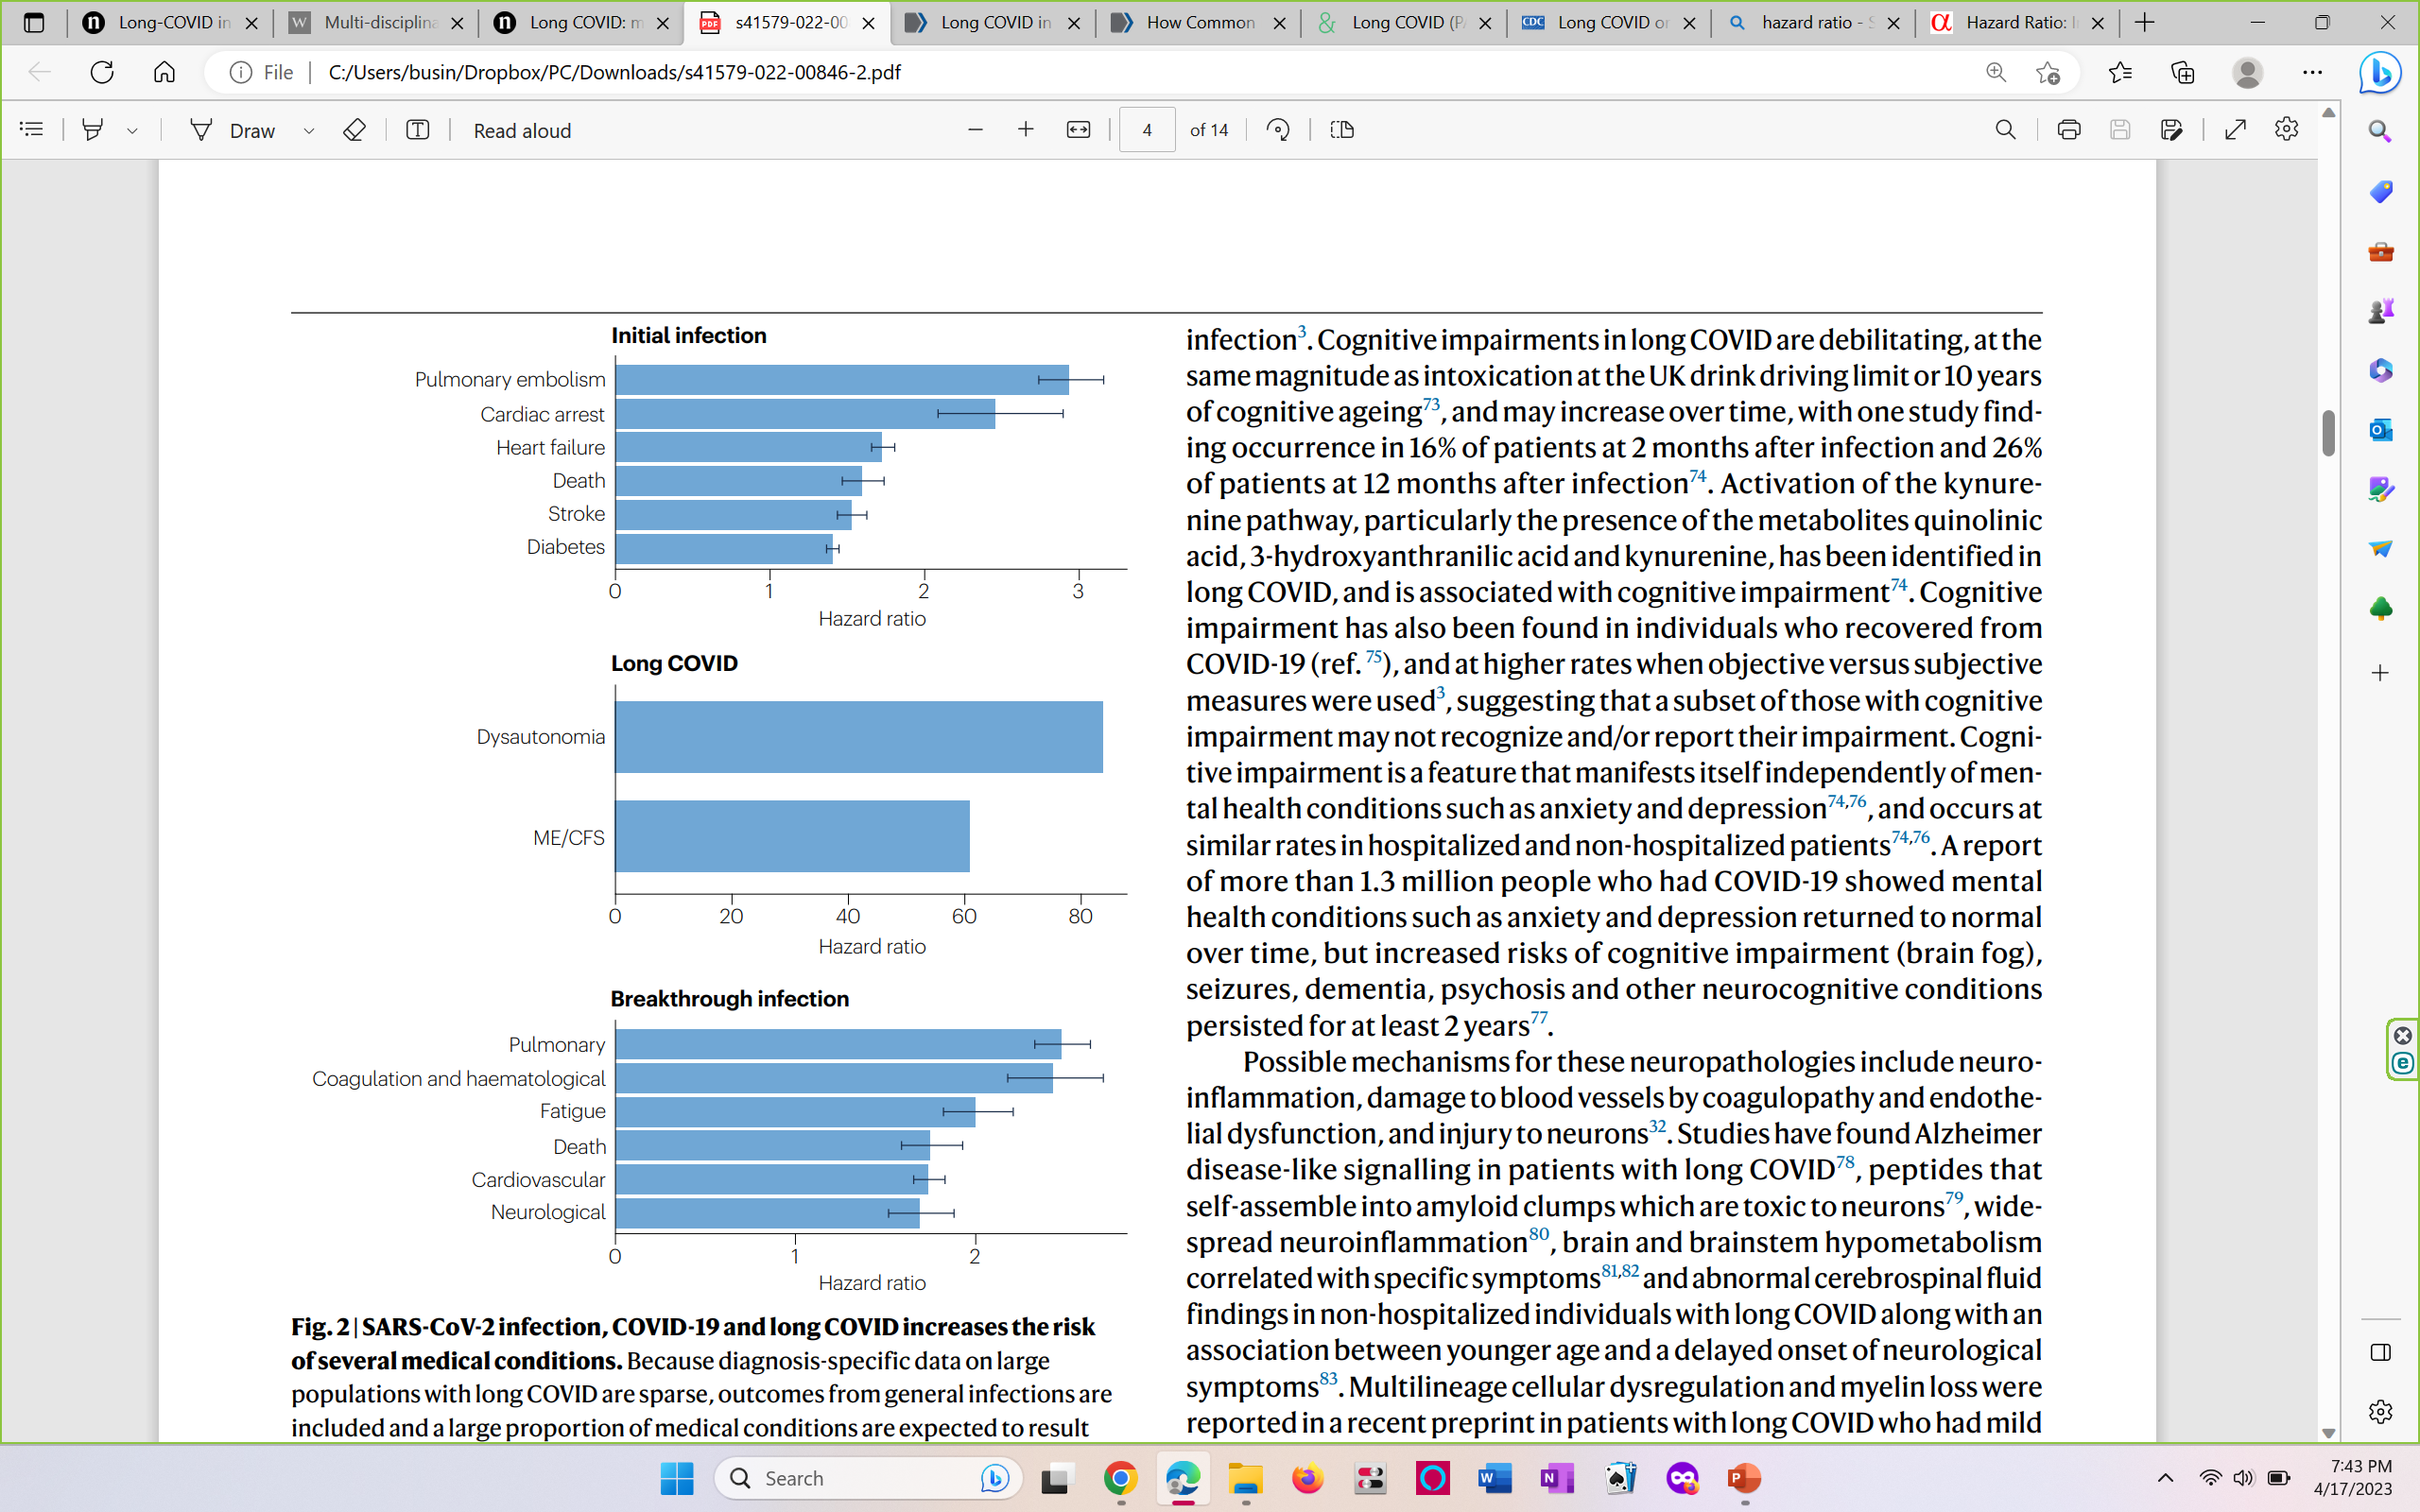 Long-COVID in
Multi-disciplina
Long COVID: m
s41579-022-00
Long COVID in
How Common
Long COVID (P
Long COVID or
hazard ratio - S
Hazard Ratio: I
File
C:/Users/busin/Dropbox/PC/Downloads/s41579-022-00846-2.pdf
Draw
Read aloud
4 of 14
Initial infection
Pulmonary embolism
Cardiac arrest
Heart failure
Death
Stroke
Diabetes
0 1 2 3
Hazard ratio
Long COVID
Dysautonomia
ME/CFS
0 20 40 60 80
Hazard ratio
Breakthrough infection
Pulmonary
Coagulation and haematological
Fatigue
Death
Cardiovascular
Neurological
0 1 2
Hazard ratio
Fig. 2 | SARS-CoV-2 infection, COVID-19 and long COVID increases the risk
of several medical conditions. Because diagnosis-specific data on large
populations with long COVID are sparse, outcomes from general infections are
included and a large proportion of medical conditions are expected to result
infection3. Cognitive impairments in long COVID are debilitating, at the
same magnitude as intoxication at the UK drink driving limit or 10 years
of cognitive ageing73, and may increase over time, with one study find-
ing occurrence in 16% of patients at 2 months after infection and 26%
of patients at 12 months after infection74. Activation of the kynure-
nine pathway, particularly the presence of the metabolites quinolinic
acid, 3-hydroxyanthranilic acid and kynurenine, has been identified in
long COVID, and is associated with cognitive impairment74. Cognitive
impairment has also been found in individuals who recovered from
COVID-19 (ref. 75), and at higher rates when objective versus subjective
measures were used3, suggesting that a subset of those with cognitive
impairment may not recognize and/or report their impairment. Cogni-
tive impairment is a feature that manifests itself independently of men-
tal health conditions such as anxiety and depression74,76, and occurs at
similar rates in hospitalized and non-hospitalized patients74,76. A report
of more than 1.3 million people who had COVID-19 showed mental
health conditions such as anxiety and depression returned to normal
over time, but increased risks of cognitive impairment (brain fog),
seizures, dementia, psychosis and other neurocognitive conditions
persisted for at least 2 years77.
Possible mechanisms for these neuropathologies include neuro-
inflammation, damage to blood vessels by coagulopathy and endothe-
lial dysfunction, and injury to neurons32. Studies have found Alzheimer
disease-like signalling in patients with long COVID78, peptides that
self-assemble into amyloid clumps which are toxic to neurons79, wide-
spread neuroinflammation80, brain and brainstem hypometabolism
correlated with specific symptoms81,82 and abnormal cerebrospinal fluid
findings in non-hospitalized individuals with long COVID along with an
association between younger age and a delayed onset of neurological
symptoms83. Multilineage cellular dysregulation and myelin loss were
reported in a recent preprint in patients with long COVID who had mild
Search
7:43 PM
4/17/2023